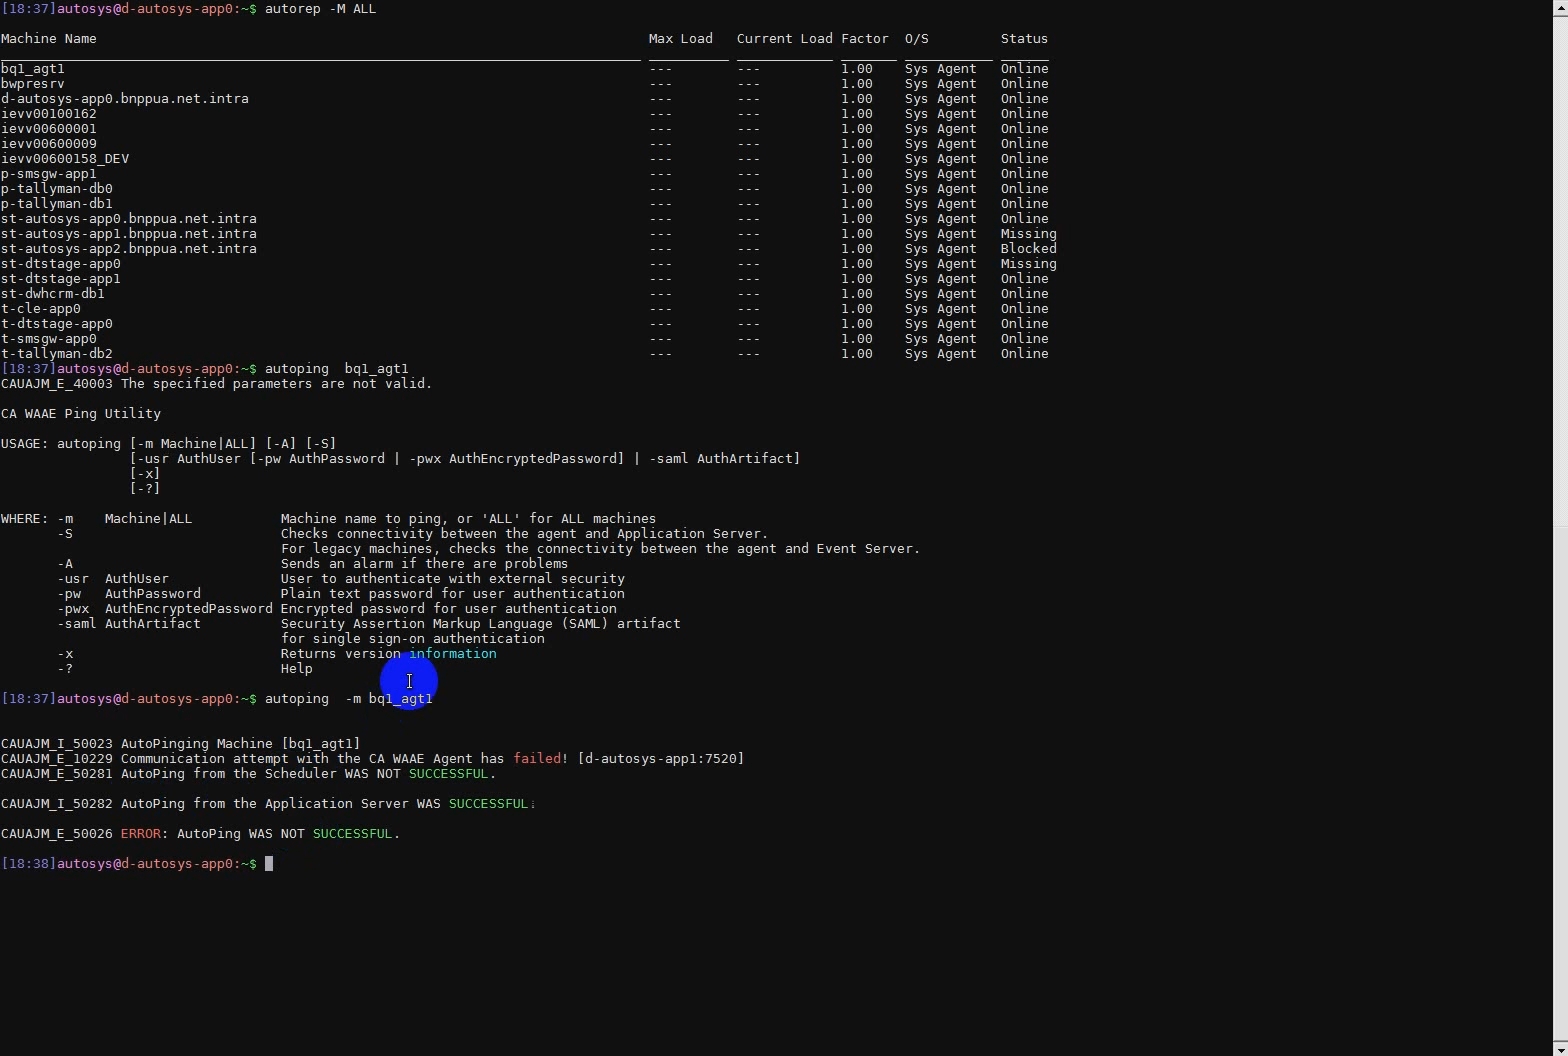 [18:37]autosys@d-autosys-app0:~$ autorep -M ALL
Machine Name Max Load Current Load Factor O/S Status
bq1_agt1 --- --- 1.00 Sys Agent Online
bwpresrv --- --- 1.00 Sys Agent Online
d-autosys-app0.bnppua.net.intra --- --- 1.00 Sys Agent Online
ievv00100162 --- --- 1.00 Sys Agent Online
ievv00600001 --- --- 1.00 Sys Agent Online
ievv00600009 --- --- 1.00 Sys Agent Online
ievv00600158_DEV --- --- 1.00 Sys Agent Online
p-smsgw-app1 --- --- 1.00 Sys Agent Online
p-tallyman-db0 --- --- 1.00 Sys Agent Online
p-tallyman-db1 --- --- 1.00 Sys Agent Online
st-autosys-app0.bnppua.net.intra --- --- 1.00 Sys Agent Online
st-autosys-app1.bnppua.net.intra --- --- 1.00 Sys Agent Missing
st-autosys-app2.bnppua.net.intra --- --- 1.00 Sys Agent Blocked
st-dtstage-app0 --- --- 1.00 Sys Agent Missing
st-dtstage-app1 --- --- 1.00 Sys Agent Online
st-dwhcrm-db1 --- --- 1.00 Sys Agent Online
t-cle-app0 --- --- 1.00 Sys Agent Online
t-dtstage-app0 --- --- 1.00 Sys Agent Online
t-smsgw-app0 --- --- 1.00 Sys Agent Online
t-tallyman-db2 --- --- 1.00 Sys Agent Online
[18:37]autosys@d-autosys-app0:~$ autoping  bq1_agt1
CAUAJM_E_40003 The specified parameters are not valid.
CA WAAE Ping Utility
USAGE: autoping [-m Machine|ALL] [-A] [-S]
[-usr AuthUser [-pw AuthPassword | -pwx AuthEncryptedPassword] | -saml AuthArtifact]
[-x]
[-?]
WHERE: -m Machine|ALL Machine name to ping, or 'ALL' for ALL machines
-S Checks connectivity between the agent and Application Server.
For legacy machines, checks the connectivity between the agent and Event Server.
-A Sends an alarm if there are problems
-usr AuthUser User to authenticate with external security
-pw AuthPassword Plain text password for user authentication
-pwx AuthEncryptedPassword Encrypted password for user authentication
-saml AuthArtifact Security Assertion Markup Language (SAML) artifact
for single sign-on authentication
-x Returns version information
-? Help
[18:37]autosys@d-autosys-app0:~$ autoping  -m bq1_agt1
CAUAJM_I_50023 AutoPinging Machine [bq1_agt1]
CAUAJM_E_10229 Communication attempt with the CA WAAE Agent has failed! [d-autosys-app1:7520]
CAUAJM_E_50281 AutoPing from the Scheduler WAS NOT SUCCESSFUL.
CAUAJM_I_50282 AutoPing from the Application Server WAS SUCCESSFUL.
CAUAJM_E_50026 ERROR: AutoPing WAS NOT SUCCESSFUL.
[18:38]autosys@d-autosys-app0:~$